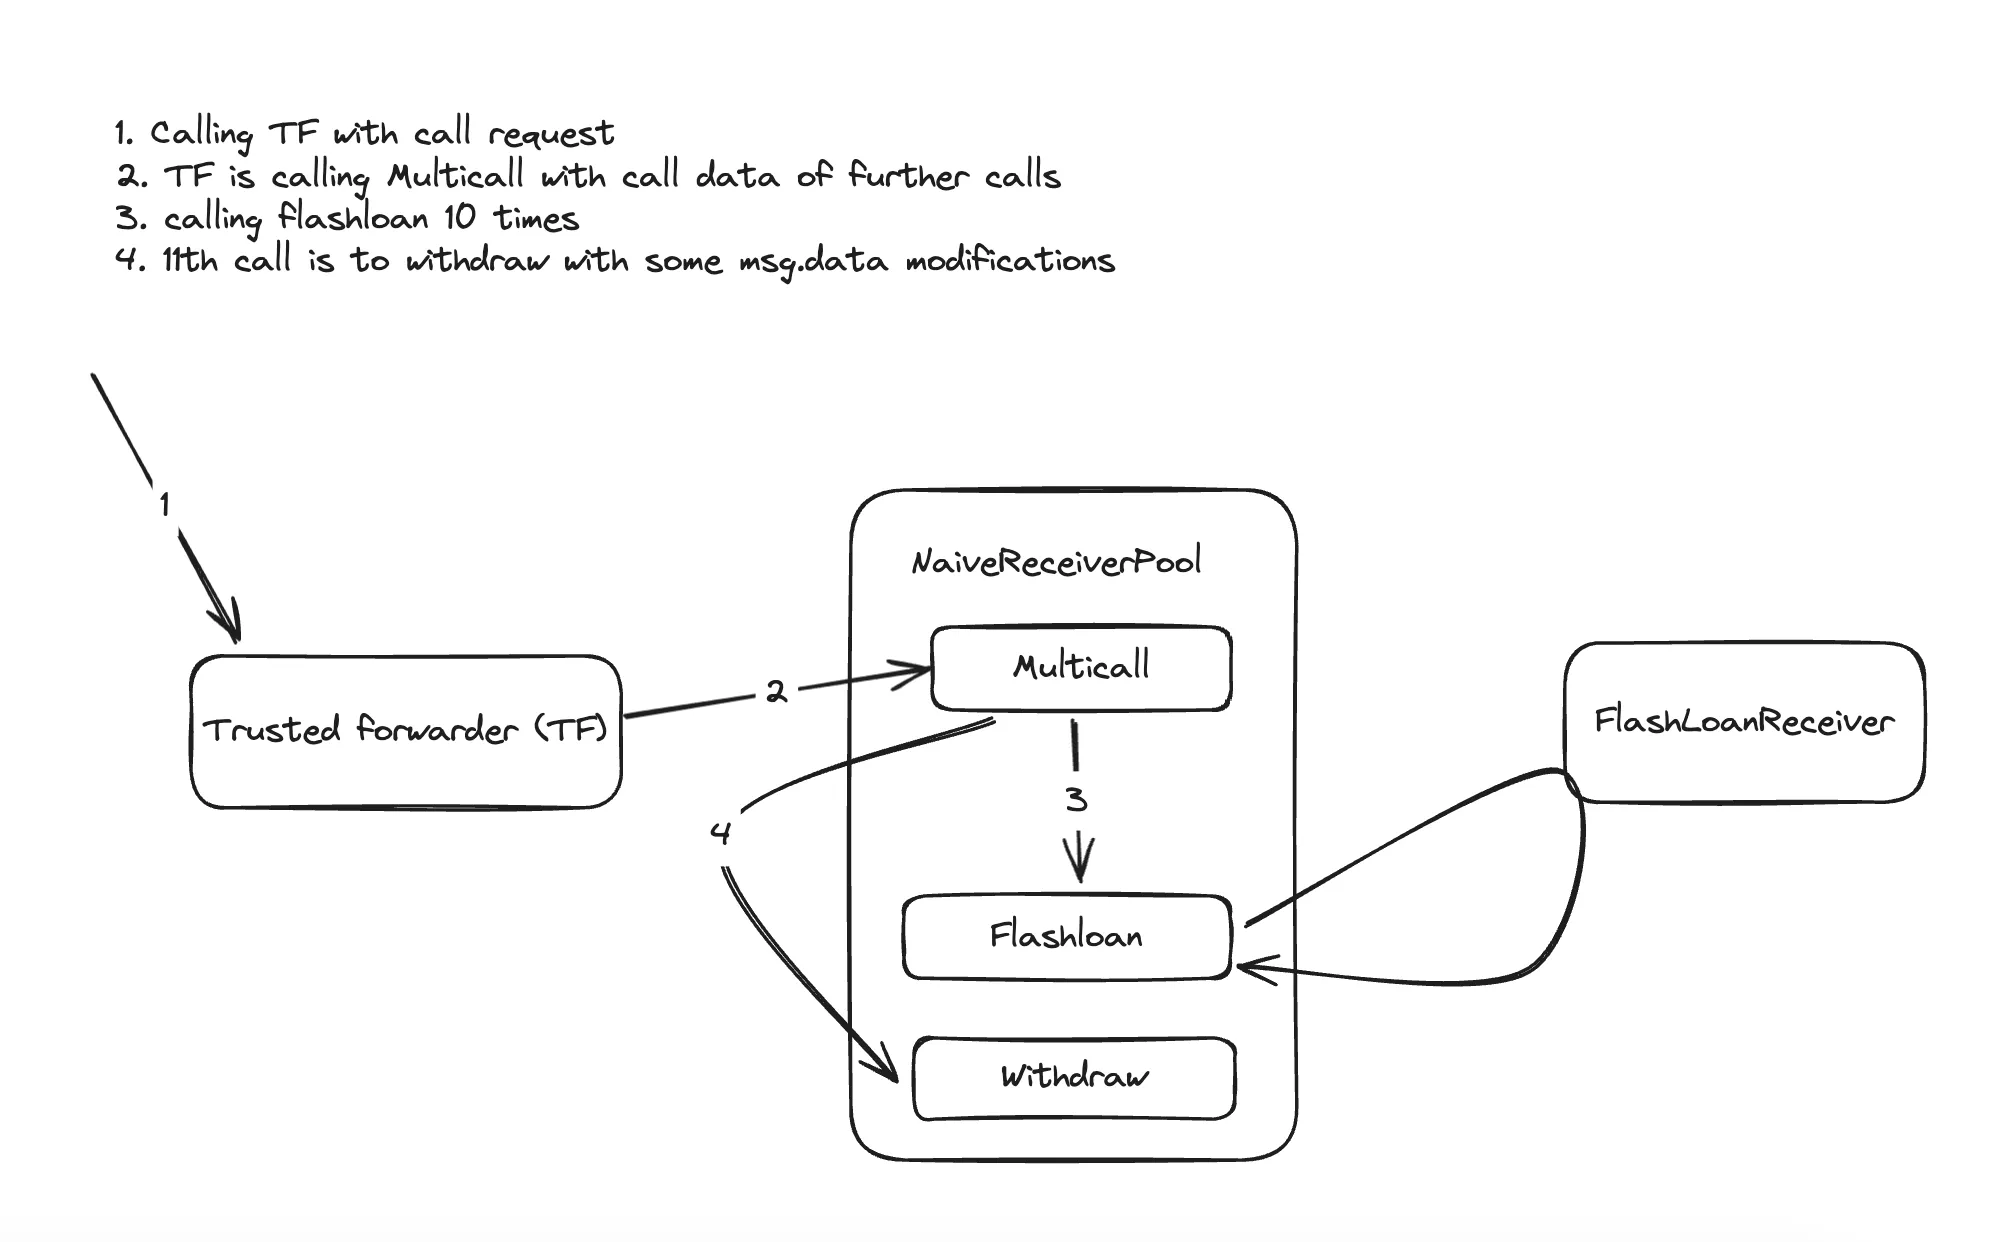 1. Calling TF with call request
2. TF is calling Multicall with call data of further calls
3. calling flashloan 10 times
4. 11th call is to withdraw with some msg.data modifications
1
NaiveReceiverPool
Multicall
2
Trusted forwarder (TF)
FlashLoanReceiver
3
4
Flashloan
Withdraw